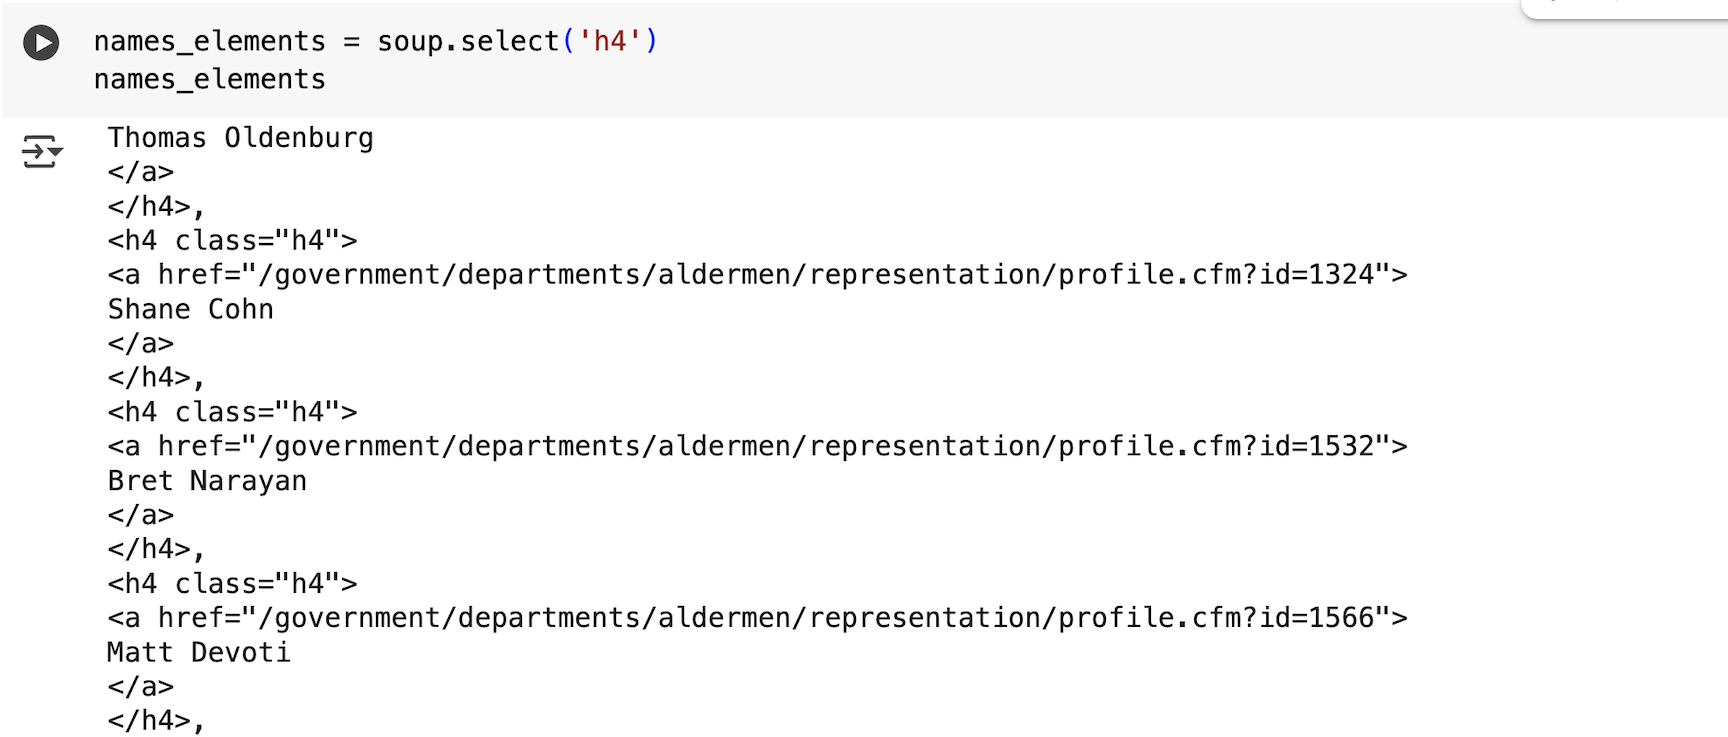 names_elements = soup.select('h4')
names_elements
Thomas Oldenburg
</a>
</h4>,
<h4 class="h4">
<a href="/government/departments/aldermen/representation/profile.cfm?id=1324">
Shane Cohn
</a>
</h4>,
<h4 class="h4">
<a href="/government/departments/aldermen/representation/profile.cfm?id=1532">
Bret Narayan
</a>
</h4>,
<h4 class="h4">
<a href="/government/departments/aldermen/representation/profile.cfm?id=1566">
Matt Devoti
</a>
</h4>,